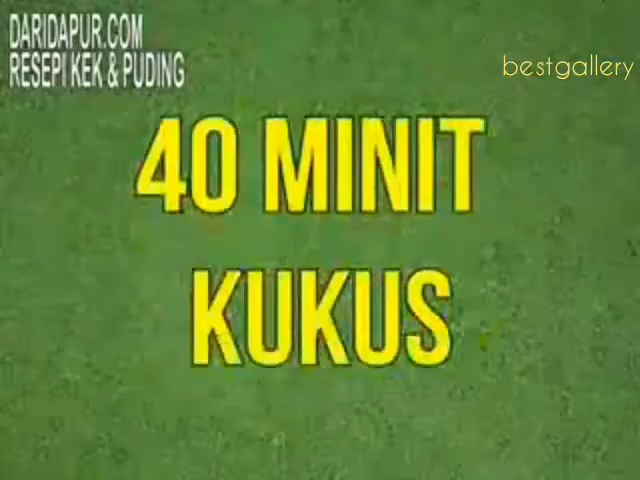 DARIDAPUR.COM
RESEPI KEK & PUDING
bestgallery
40 MINIT
KUKUS